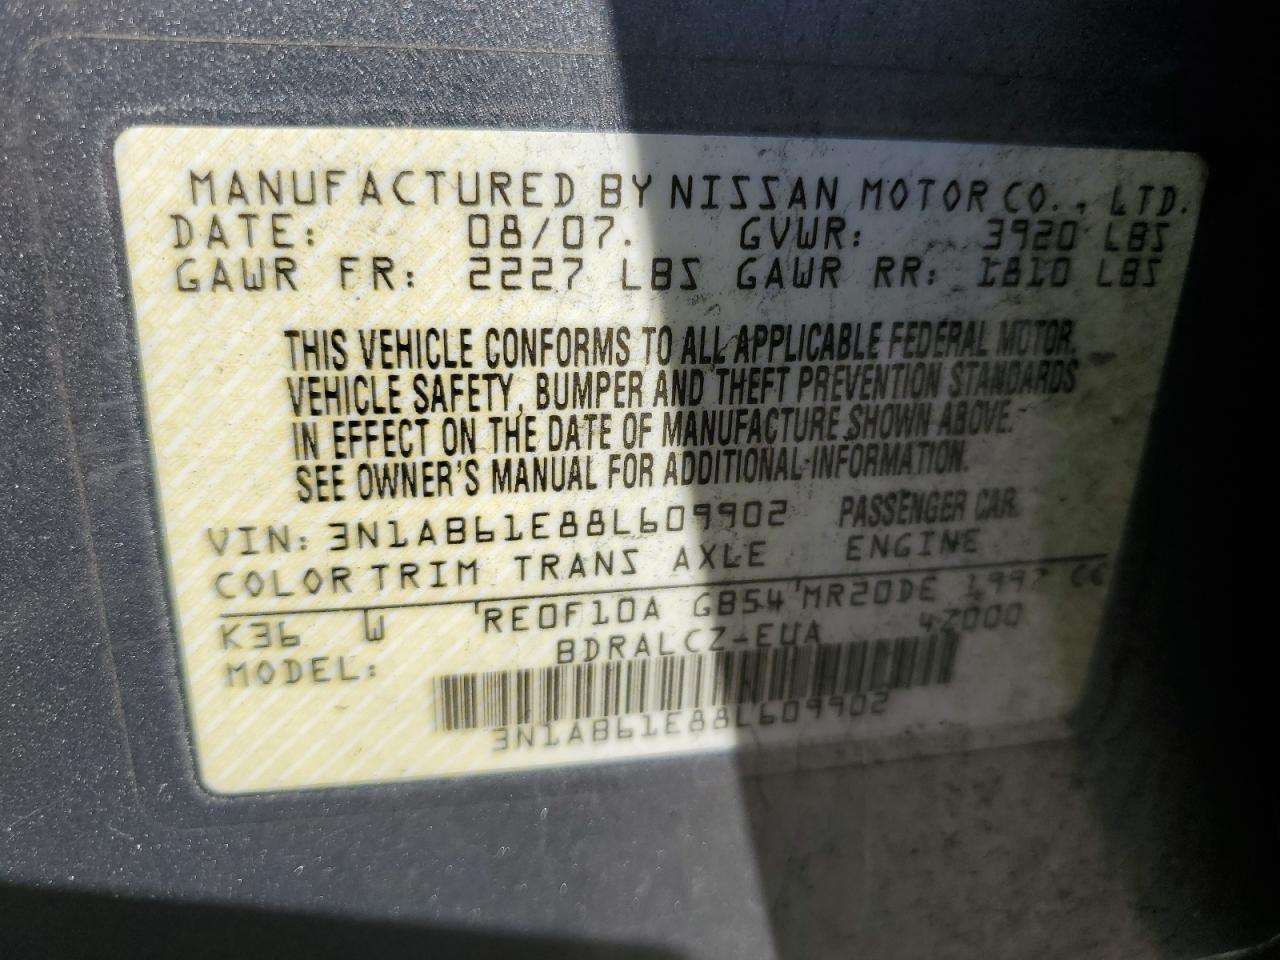 MANUFACTURED BY NISSAN MOTOR CO., LTD.
DATE: 08/07. GVWR: 3920 LBS
GAWR FR: 2227 LBS GAWR RR: 1810 LBS
THIS VEHICLE CONFORMS TO ALL APPLICABLE FEDERAL MOTOR
VEHICLE SAFETY, BUMPER AND THEFT PREVENTION STANDARDS
IN EFFECT ON THE DATE OF MANUFACTURE SHOWN ABOVE.
SEE OWNER'S MANUAL FOR ADDITIONAL INFORMATION.
VIN: 3N1AB61E88L609902 PASSENGER CAR
COLOR TRIM TRANS AXLE ENGINE
K36 W RE0F10A GB54 MR20DE 1997 CC
MODEL: BDRALCZ-EUA 4Z000
3N1AB61E88L609902